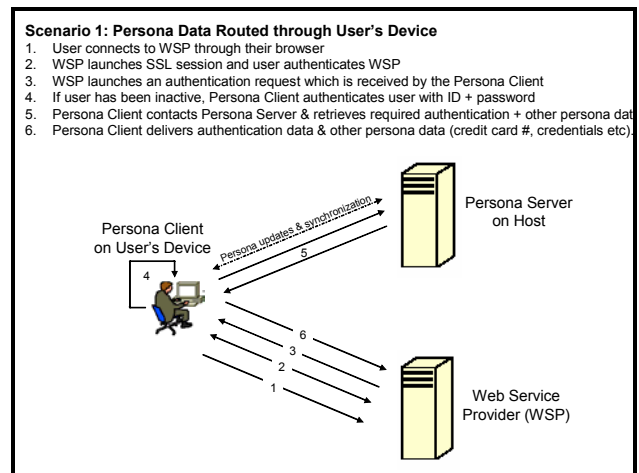 Scenario 1: Persona Data Routed through User's Device
1. User connects to WSP through their browser
2. WSP launches SSL session and user authenticates WSP
3. WSP launches an authentication request which is received by the Persona Client
4. If user has been inactive, Persona Client authenticates user with ID + password
5. Persona Client contacts Persona Server & retrieves required authentication + other persona dat
6. Persona Client delivers authentication data & other persona data (credit card #, credentials etc).
Persona updates & synchronization
Persona Server
on Host
Persona Client
on User's Device
5
4
6
3
2
1
Web Service
Provider (WSP)